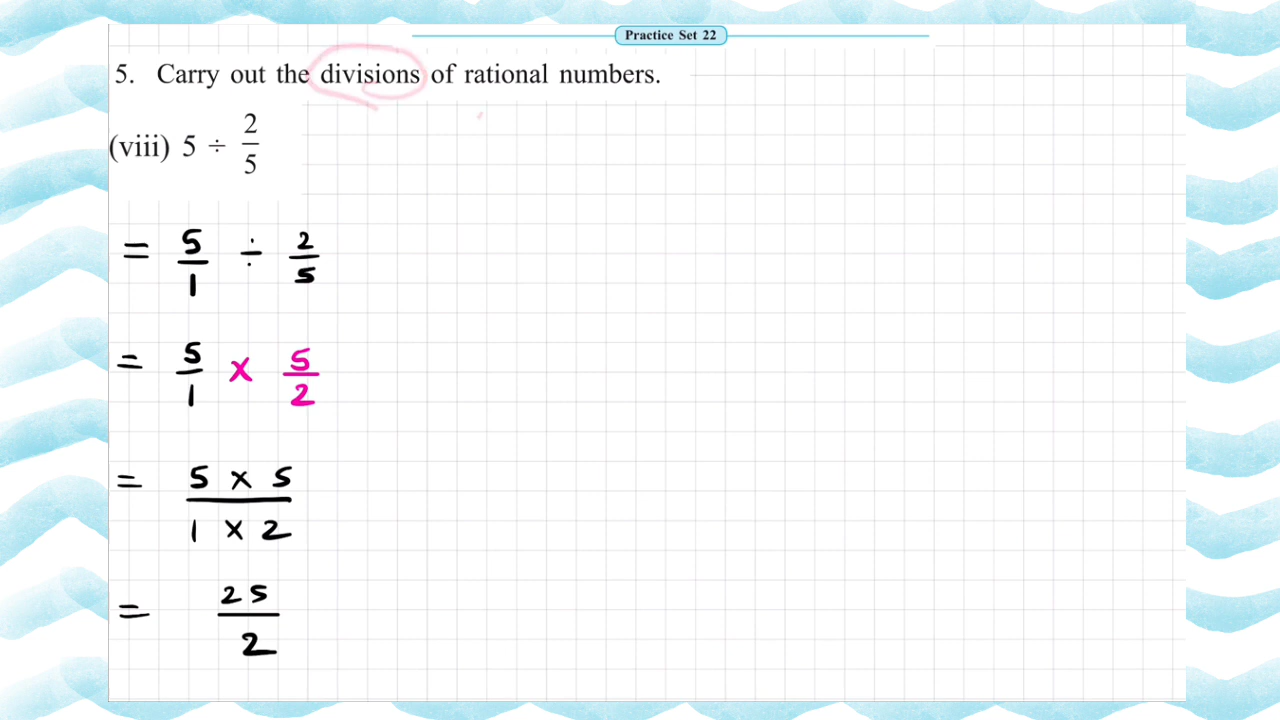 Practice Set 22
5. Carry out the divisions of rational numbers.
(viii) 5 ÷ 2/5
= 5/1 ÷ 2/5
= 5/1 × 5/2
= 5 × 5 / 1 × 2
= 25/2